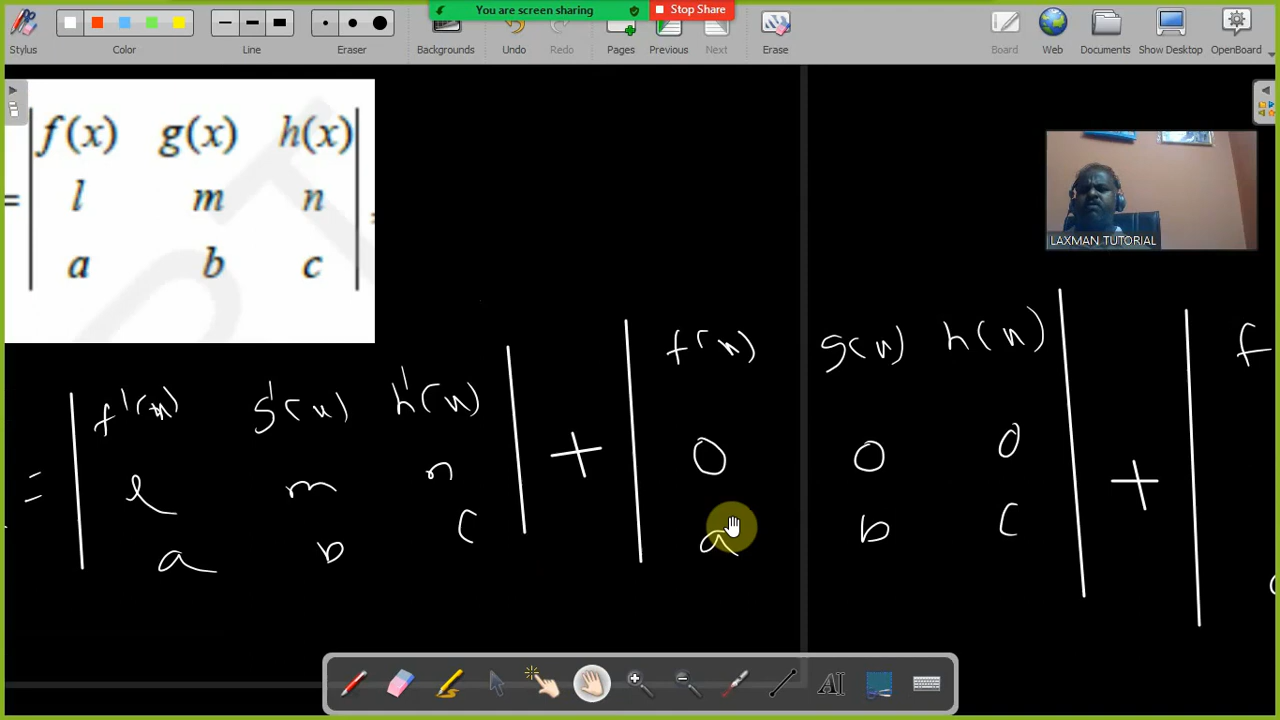 You are screen sharing Stop Share
Stylus Color Line Eraser Backgrounds Undo Redo Pages Previous Next Erase Board Web Documents Show Desktop OpenBoard
f(x) g(x) h(x)
= l m n
a b c
LAXMAN TUTORIAL
= f'(x) g'(x) h'(x) + f(x) g(x) h(x) + f
l m n 0 0 0
a b c a b c